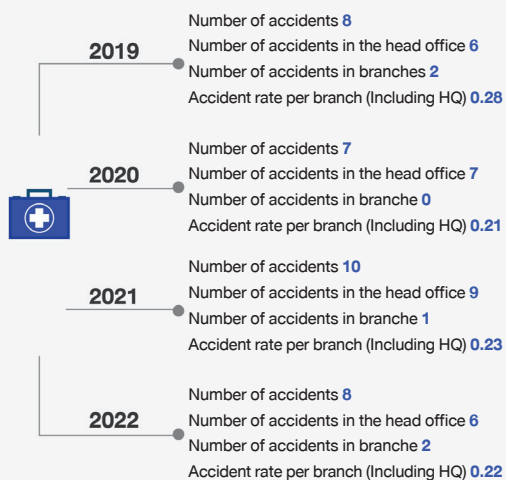 2019
Number of accidents 8
Number of accidents in the head office 6
Number of accidents in branches 2
Accident rate per branch (Including HQ) 0.28
2020
Number of accidents 7
Number of accidents in the head office 7
Number of accidents in branche 0
Accident rate per branch (Including HQ) 0.21
2021
Number of accidents 10
Number of accidents in the head office 9
Number of accidents in branche 1
Accident rate per branch (Including HQ) 0.23
2022
Number of accidents 8
Number of accidents in the head office 6
Number of accidents in branche 2
Accident rate per branch (Including HQ) 0.22